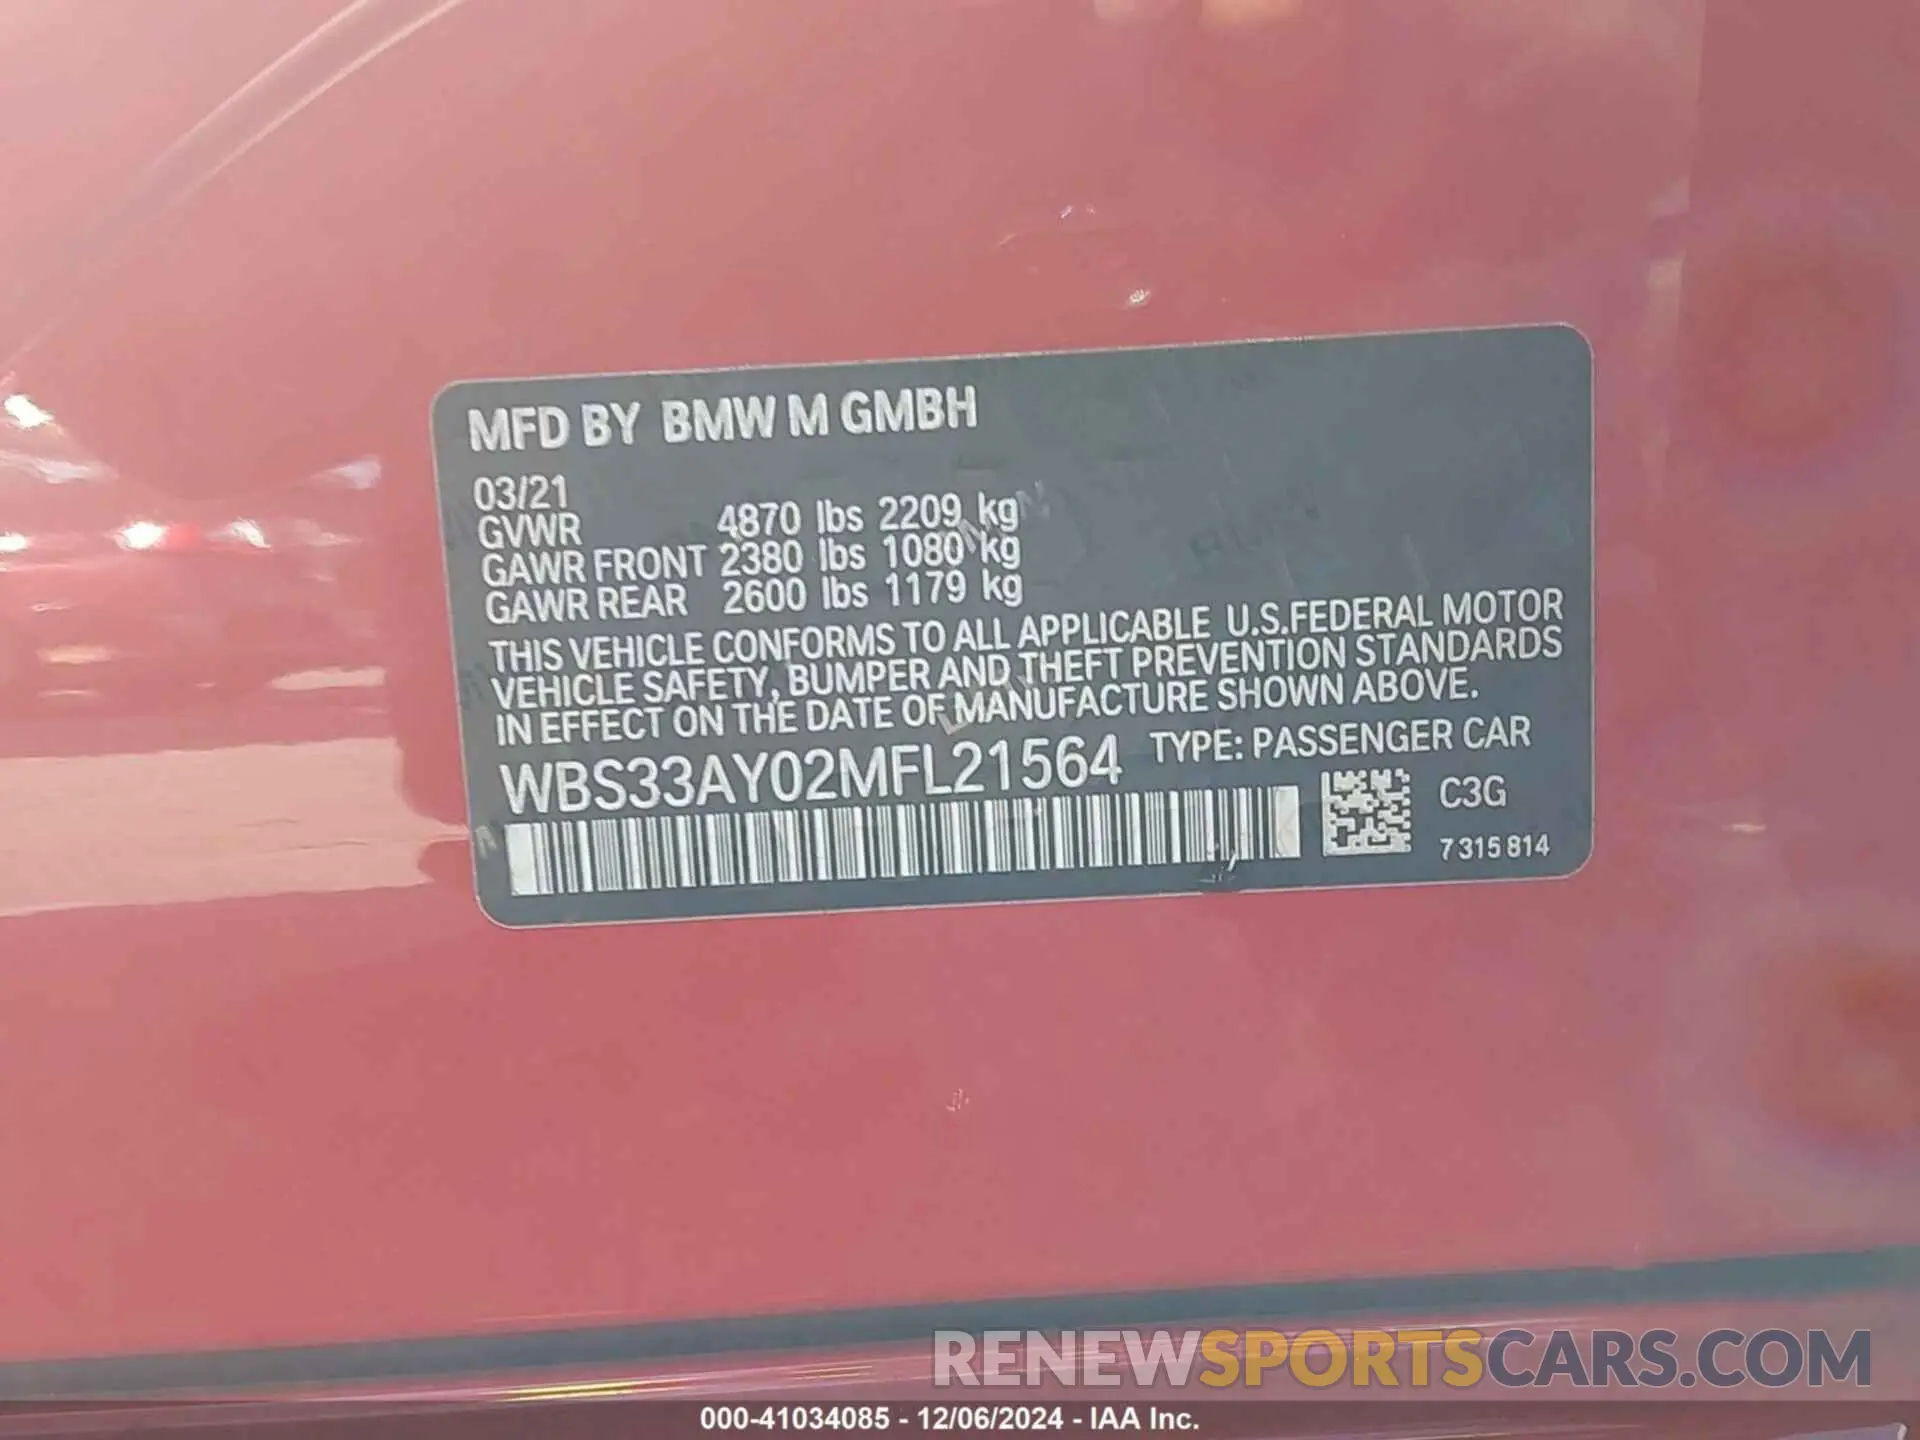 MFD BY BMW M GMBH
03/21
GVWR 4870 lbs 2209 kg
GAWR FRONT 2380 lbs 1080 kg
GAWR REAR 2600 lbs 1179 kg
THIS VEHICLE CONFORMS TO ALL APPLICABLE U.S.FEDERAL MOTOR
VEHICLE SAFETY, BUMPER AND THEFT PREVENTION STANDARDS
IN EFFECT ON THE DATE OF MANUFACTURE SHOWN ABOVE.
WBS33AY02MFL21564 TYPE: PASSENGER CAR
C3G
7 315 814
RENEWSPORTSCARS.COM
000-41034085 - 12/06/2024 - IAA Inc.